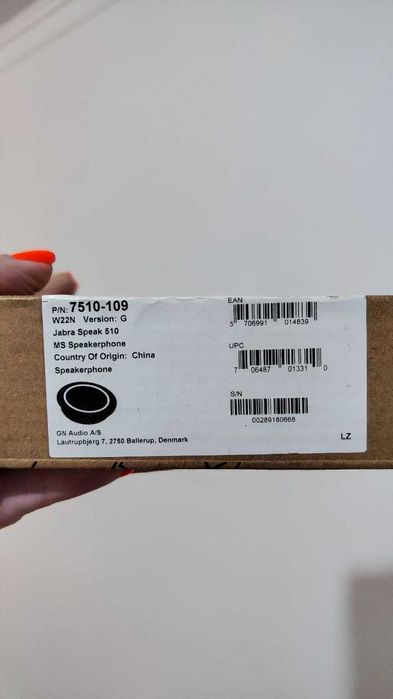 P/N: 7510-109
W22N Version: G
Jabra Speak 510
MS Speakerphone
Country Of Origin: China
Speakerphone
GN Audio A/S
Lautrupbjerg 7, 2750 Ballerup, Denmark
EAN
5 706991 014839
UPC
7 06487 01331 0
S/N
00289180668
LZ